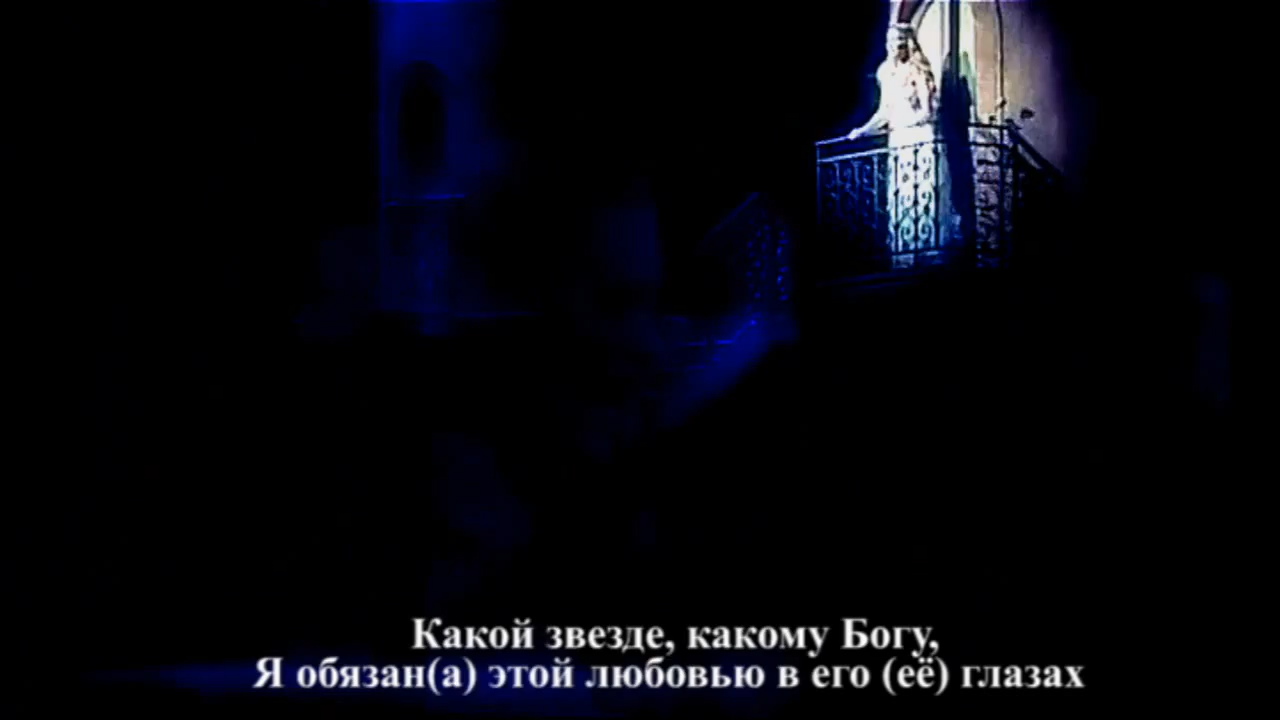 Какой звезде, какому Богу,
Я обязан(а) этой любовью в его (её) глазах